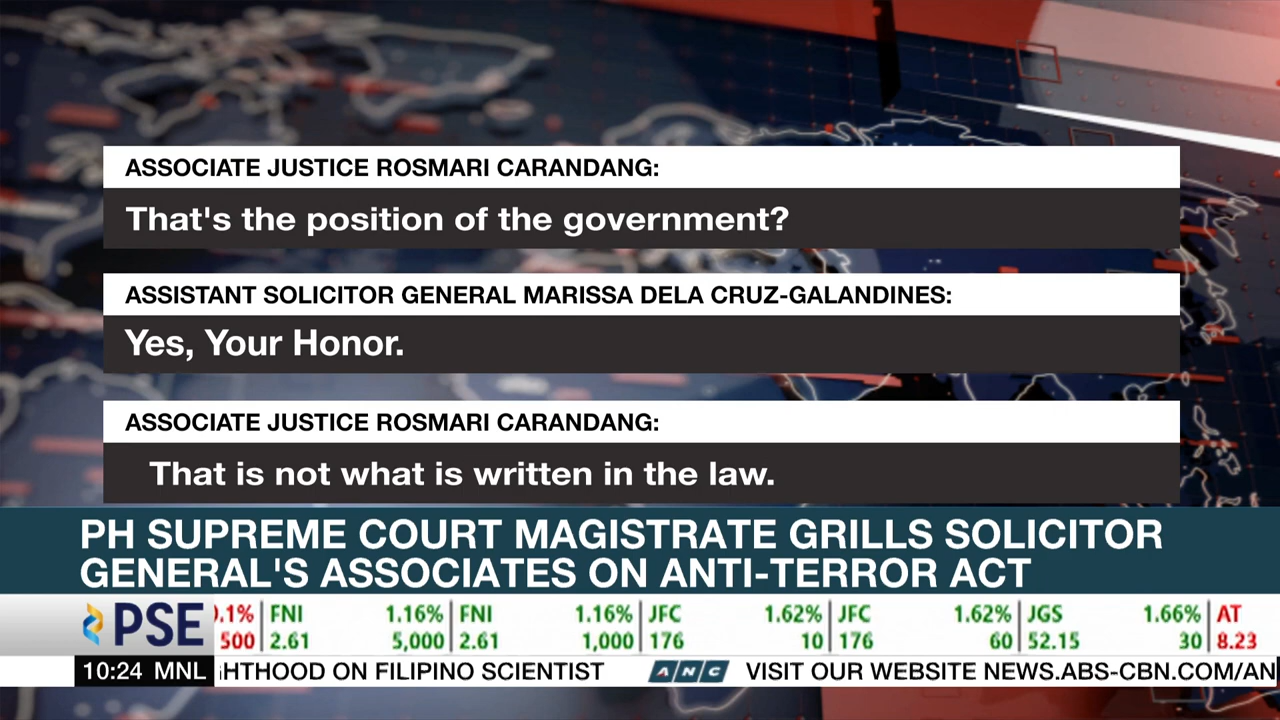 ASSOCIATE JUSTICE ROSMARI CARANDANG:
That's the position of the government?
ASSISTANT SOLICITOR GENERAL MARISSA DELA CRUZ-GALANDINES:
Yes, Your Honor.
ASSOCIATE JUSTICE ROSMARI CARANDANG:
That is not what is written in the law.
PH SUPREME COURT MAGISTRATE GRILLS SOLICITOR
GENERAL'S ASSOCIATES ON ANTI-TERROR ACT
PSE
.1% FNI 1.16% FNI 1.16% JFC 1.62% JFC 1.62% JGS 1.66% AT
500 2.61 5,000 2.61 1,000 176 10 176 60 52.15 30 8.23
10:24 MNL GHTHOOD ON FILIPINO SCIENTIST ANC VISIT OUR WEBSITE NEWS.ABS-CBN.COM/AN